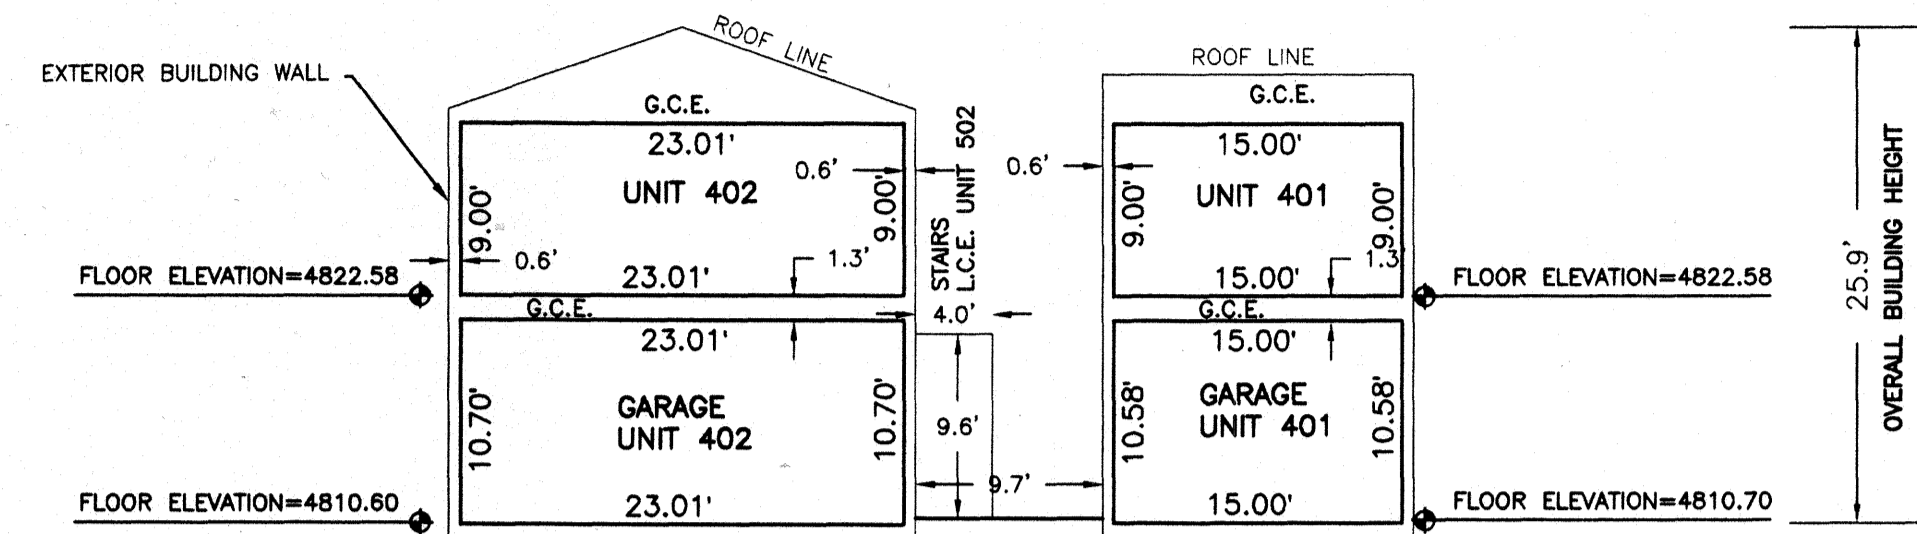 ROOF LINE
ROOF LINE
EXTERIOR BUILDING WALL
G.C.E.
G.C.E.
23.01'
15.00'
0.6'
0.6'
UNIT 402
UNIT 401
9.00'
9.00'
9.00'
9.00'
STAIRS
L.C.E. UNIT 502
0.6'
1.3'
1.3
FLOOR ELEVATION=4822.58
23.01'
15.00'
FLOOR ELEVATION=4822.58
25.9'
OVERALL BUILDING HEIGHT
G.C.E.
4.0'
G.C.E.
23.01'
15.00'
10.70'
GARAGE
UNIT 402
10.70'
9.6'
10.58'
GARAGE
UNIT 401
10.58'
9.7'
FLOOR ELEVATION=4810.60
23.01'
15.00'
FLOOR ELEVATION=4810.70